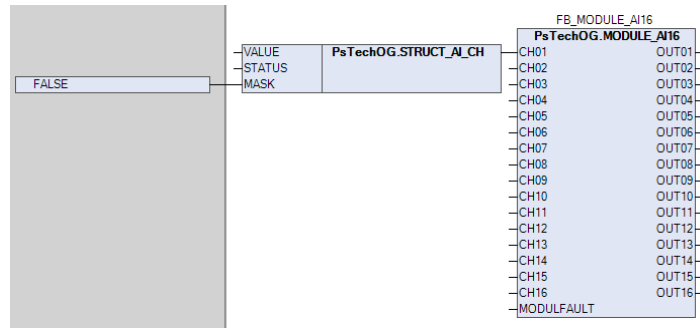 FB_MODULE_AI16
PsTechOG.MODULE_AI16
VALUE PsTechOG.STRUCT_AI_CH CH01 OUT01
STATUS CH02 OUT02
FALSE MASK CH03 OUT03
CH04 OUT04
CH05 OUT05
CH06 OUT06
CH07 OUT07
CH08 OUT08
CH09 OUT09
CH10 OUT10
CH11 OUT11
CH12 OUT12
CH13 OUT13
CH14 OUT14
CH15 OUT15
CH16 OUT16
MODULFAULT